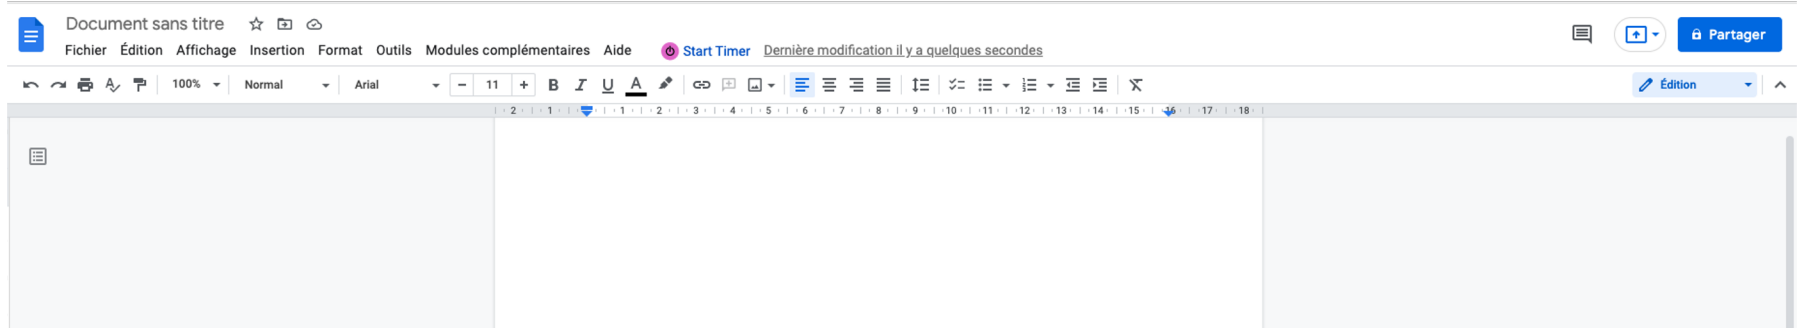 Document sans titre
Fichier Édition Affichage Insertion Format Outils Modules complémentaires Aide Start Timer Dernière modification il y a quelques secondes
Partager
100% Normal Arial − 11 + B I U A Édition
2 1 1 2 3 4 5 6 7 8 9 10 11 12 13 14 15 16 17 18